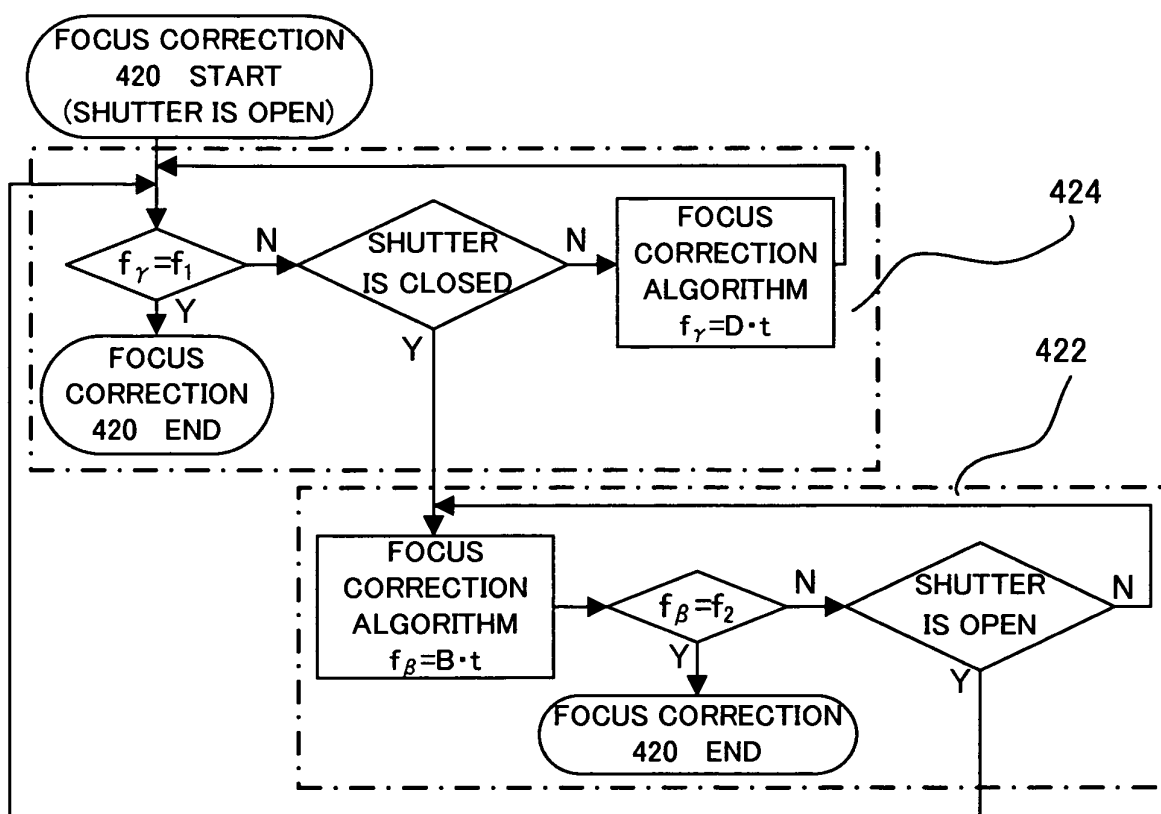 FOCUS CORRECTION
420 START
(SHUTTER IS OPEN)
424
fγ=f1
N
SHUTTER
IS CLOSED
N
FOCUS
CORRECTION
ALGORITHM
fγ=D·t
Y
Y
FOCUS
CORRECTION
420 END
422
FOCUS
CORRECTION
ALGORITHM
fβ=B·t
fβ=f2
N
SHUTTER
IS OPEN
N
Y
Y
FOCUS CORRECTION
420 END